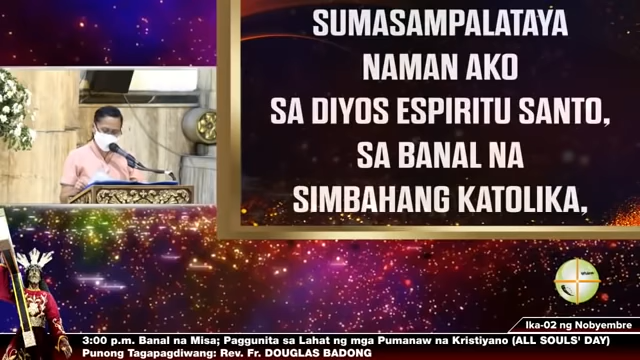 SUMASAMPALATAYA
NAMAN AKO
SA DIYOS ESPIRITU SANTO,
SA BANAL NA
SIMBAHANG KATOLIKA,
Ika-02 ng Nobyembre
3:00 p.m. Banal na Misa; Paggunita sa Lahat ng mga Pumanaw na Kristiyano (ALL SOULS' DAY)
Punong Tagapagdiwang: Rev. Fr. DOUGLAS BADONG